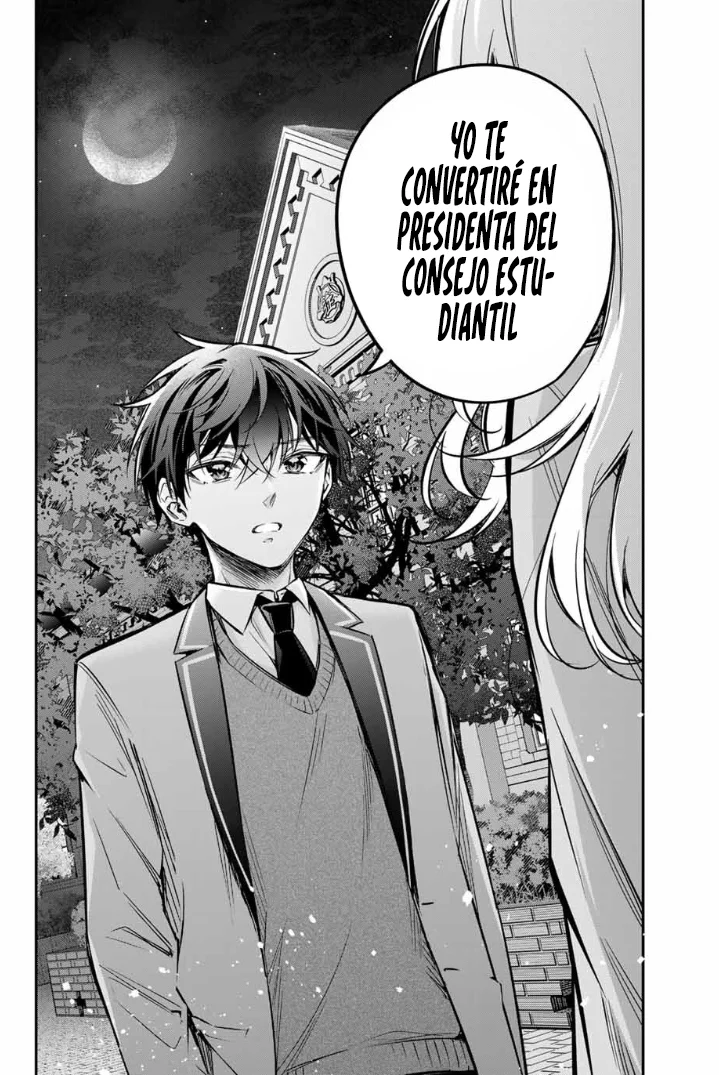 YO TE
CONVERTIRÉ EN
PRESIDENTA DEL
CONSEJO ESTU-
DIANTIL